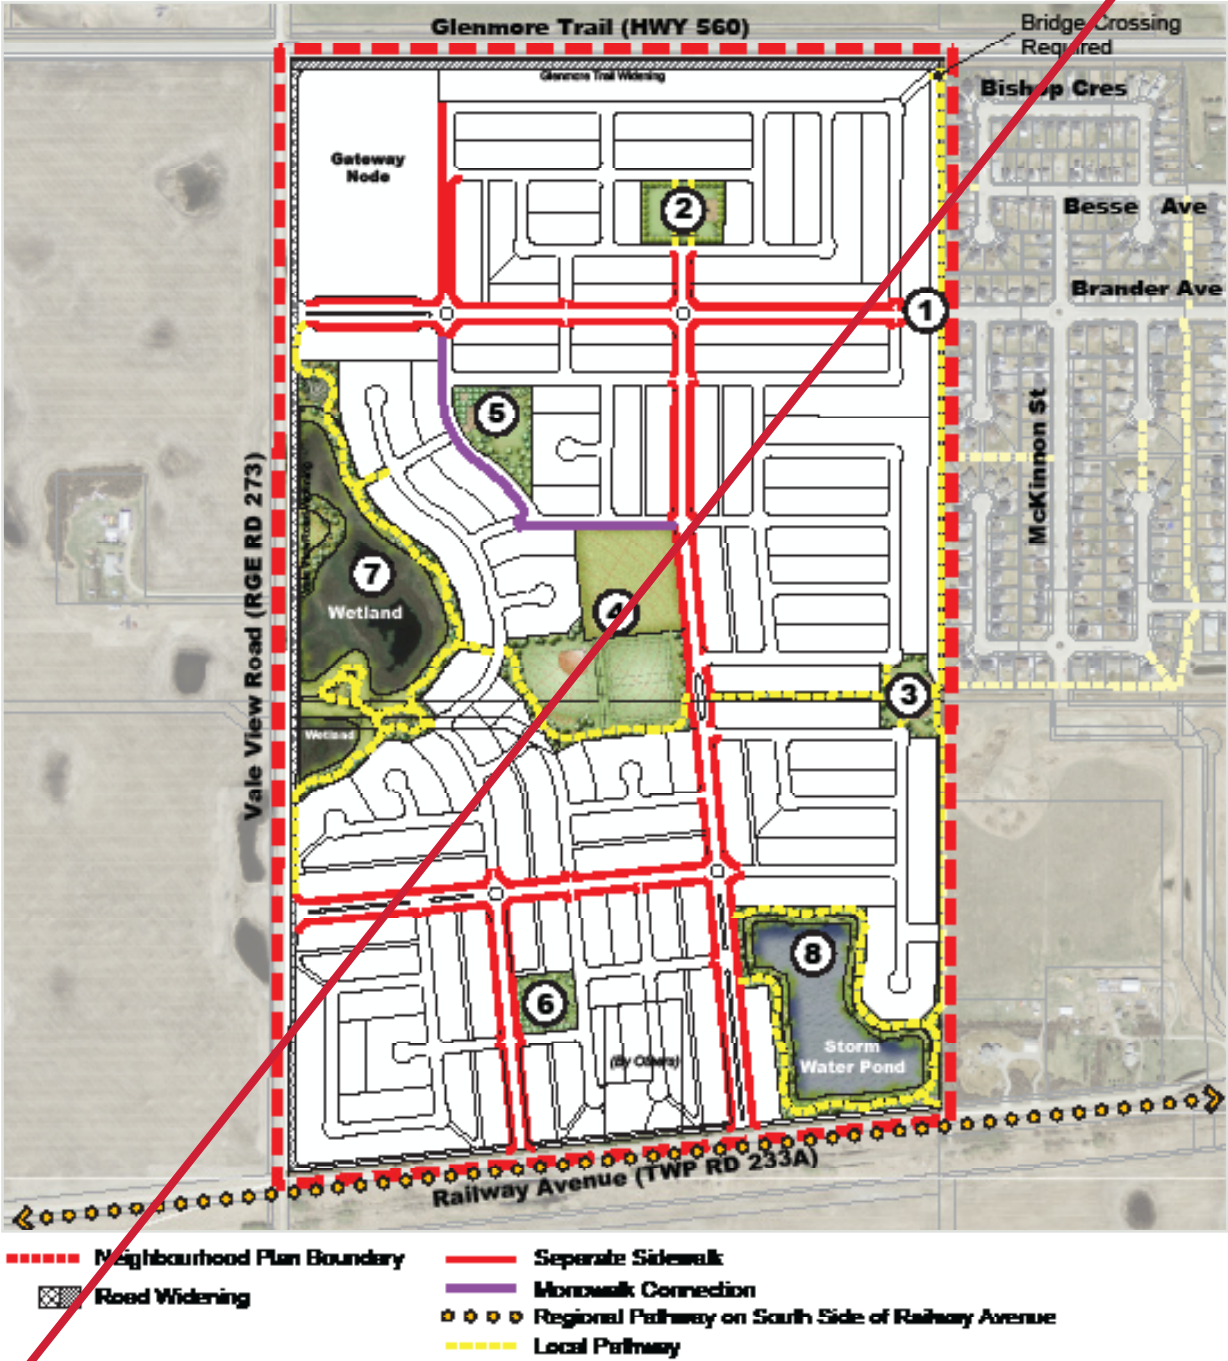 Glenmore Trail (HWY 560)
Bridge Crossing
Required
Glenmore Trail Widening
Bishop Cres
Gateway
Node
2
Besse Ave
Brander Ave
1
5
McKinnon St
Vale View Road (RGE RD 273)
7
Wetland
4
3
Wetland
8
6
Storm
Water Pond
(By Others)
Railway Avenue (TWP RD 233A)
Neighbourhood Plan Boundary
Road Widening
Seperate Sidewalk
Monowalk Connection
Regional Pathway on South Side of Railway Avenue
Local Pathway